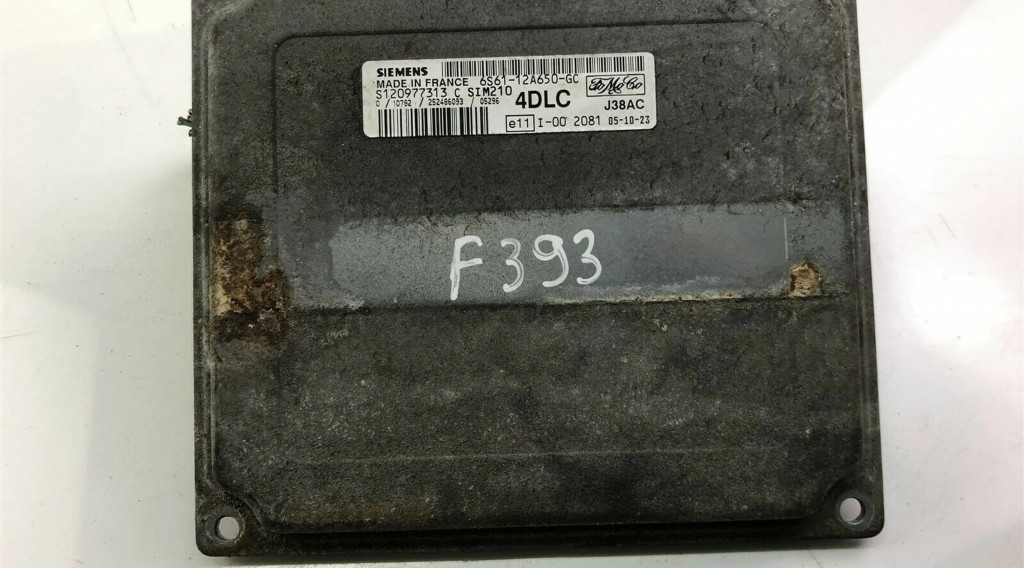 SIEMENS
MADE IN FRANCE 6S61-12A650-GC
S120977313 C SIM210
0 / 10782 / 252486093 / 05296
4DLC
FoMoCo
J38AC
e11 I-00 2081 05-10-23
F393